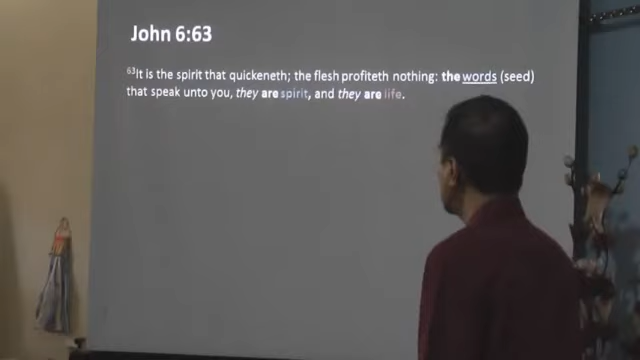 John 6:63
63It is the spirit that quickeneth; the flesh profiteth nothing: the words (seed)
that speak unto you, they are spirit, and they are life.